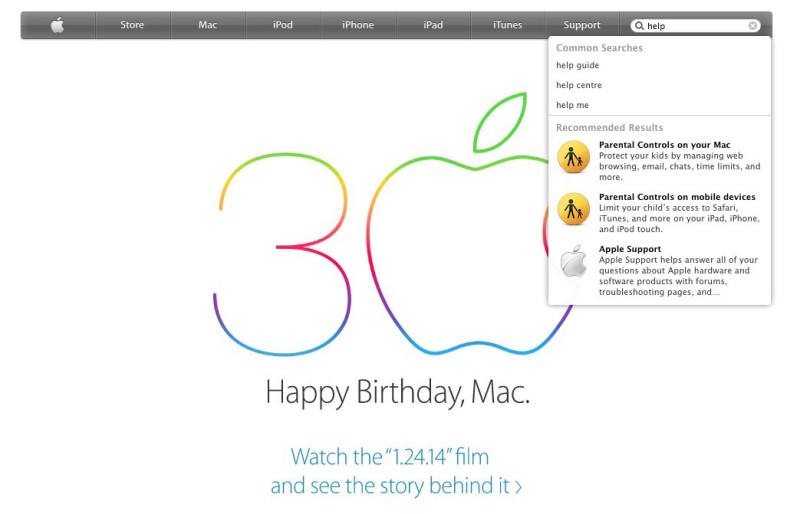 Store
Mac
iPod
iPhone
iPad
iTunes
Support
help
Common Searches
help guide
help centre
help me
Recommended Results
Parental Controls on your Mac
Protect your kids by managing web
browsing, email, chats, time limits, and
more.
Parental Controls on mobile devices
Limit your child's access to Safari,
iTunes, and more on your iPad, iPhone,
and iPod touch.
Apple Support
Apple Support helps answer all of your
questions about Apple hardware and
software products with forums,
troubleshooting pages, and...
30
Happy Birthday, Mac.
Watch the “1.24.14” film
and see the story behind it ›